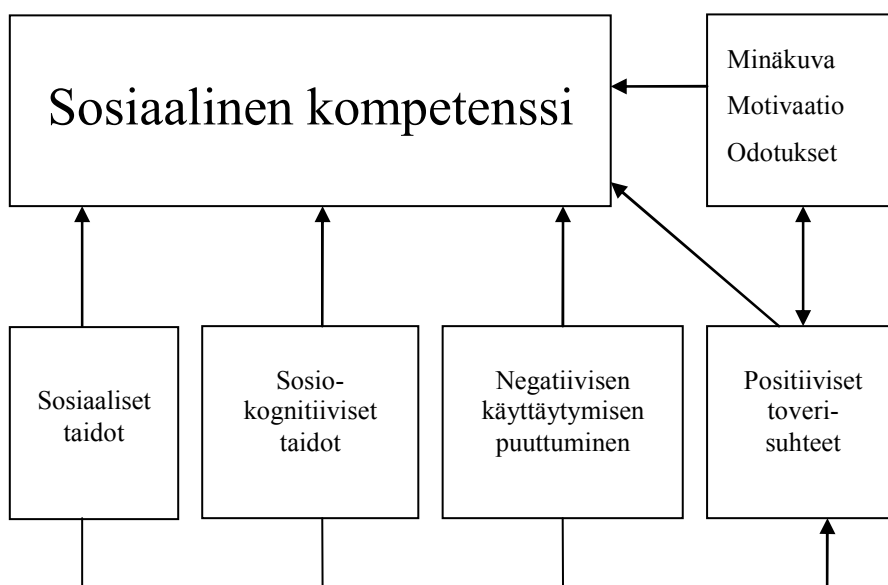 Sosiaalinen kompetenssi
Minäkuva
Motivaatio
Odotukset
Sosiaaliset
taidot
Sosio-
kognitiiviset
taidot
Negatiivisen
käyttäytymisen
puuttuminen
Positiiviset
toveri-
suhteet